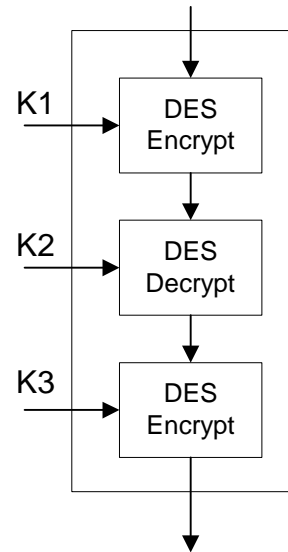 K1
DES
Encrypt
K2
DES
Decrypt
K3
DES
Encrypt